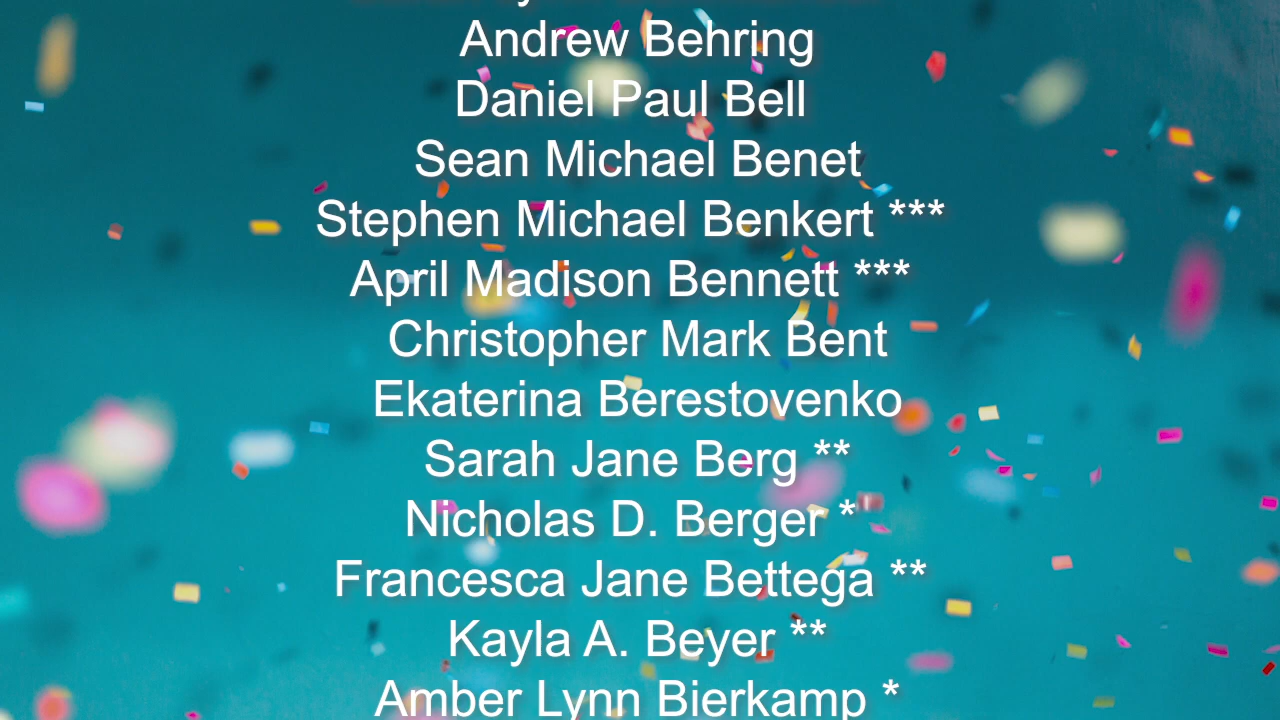 Andrew Behring
Daniel Paul Bell
Sean Michael Benet
Stephen Michael Benkert ***
April Madison Bennett ***
Christopher Mark Bent
Ekaterina Berestovenko
Sarah Jane Berg **
Nicholas D. Berger *
Francesca Jane Bettega **
Kayla A. Beyer **
Amber Lynn Bierkamp *